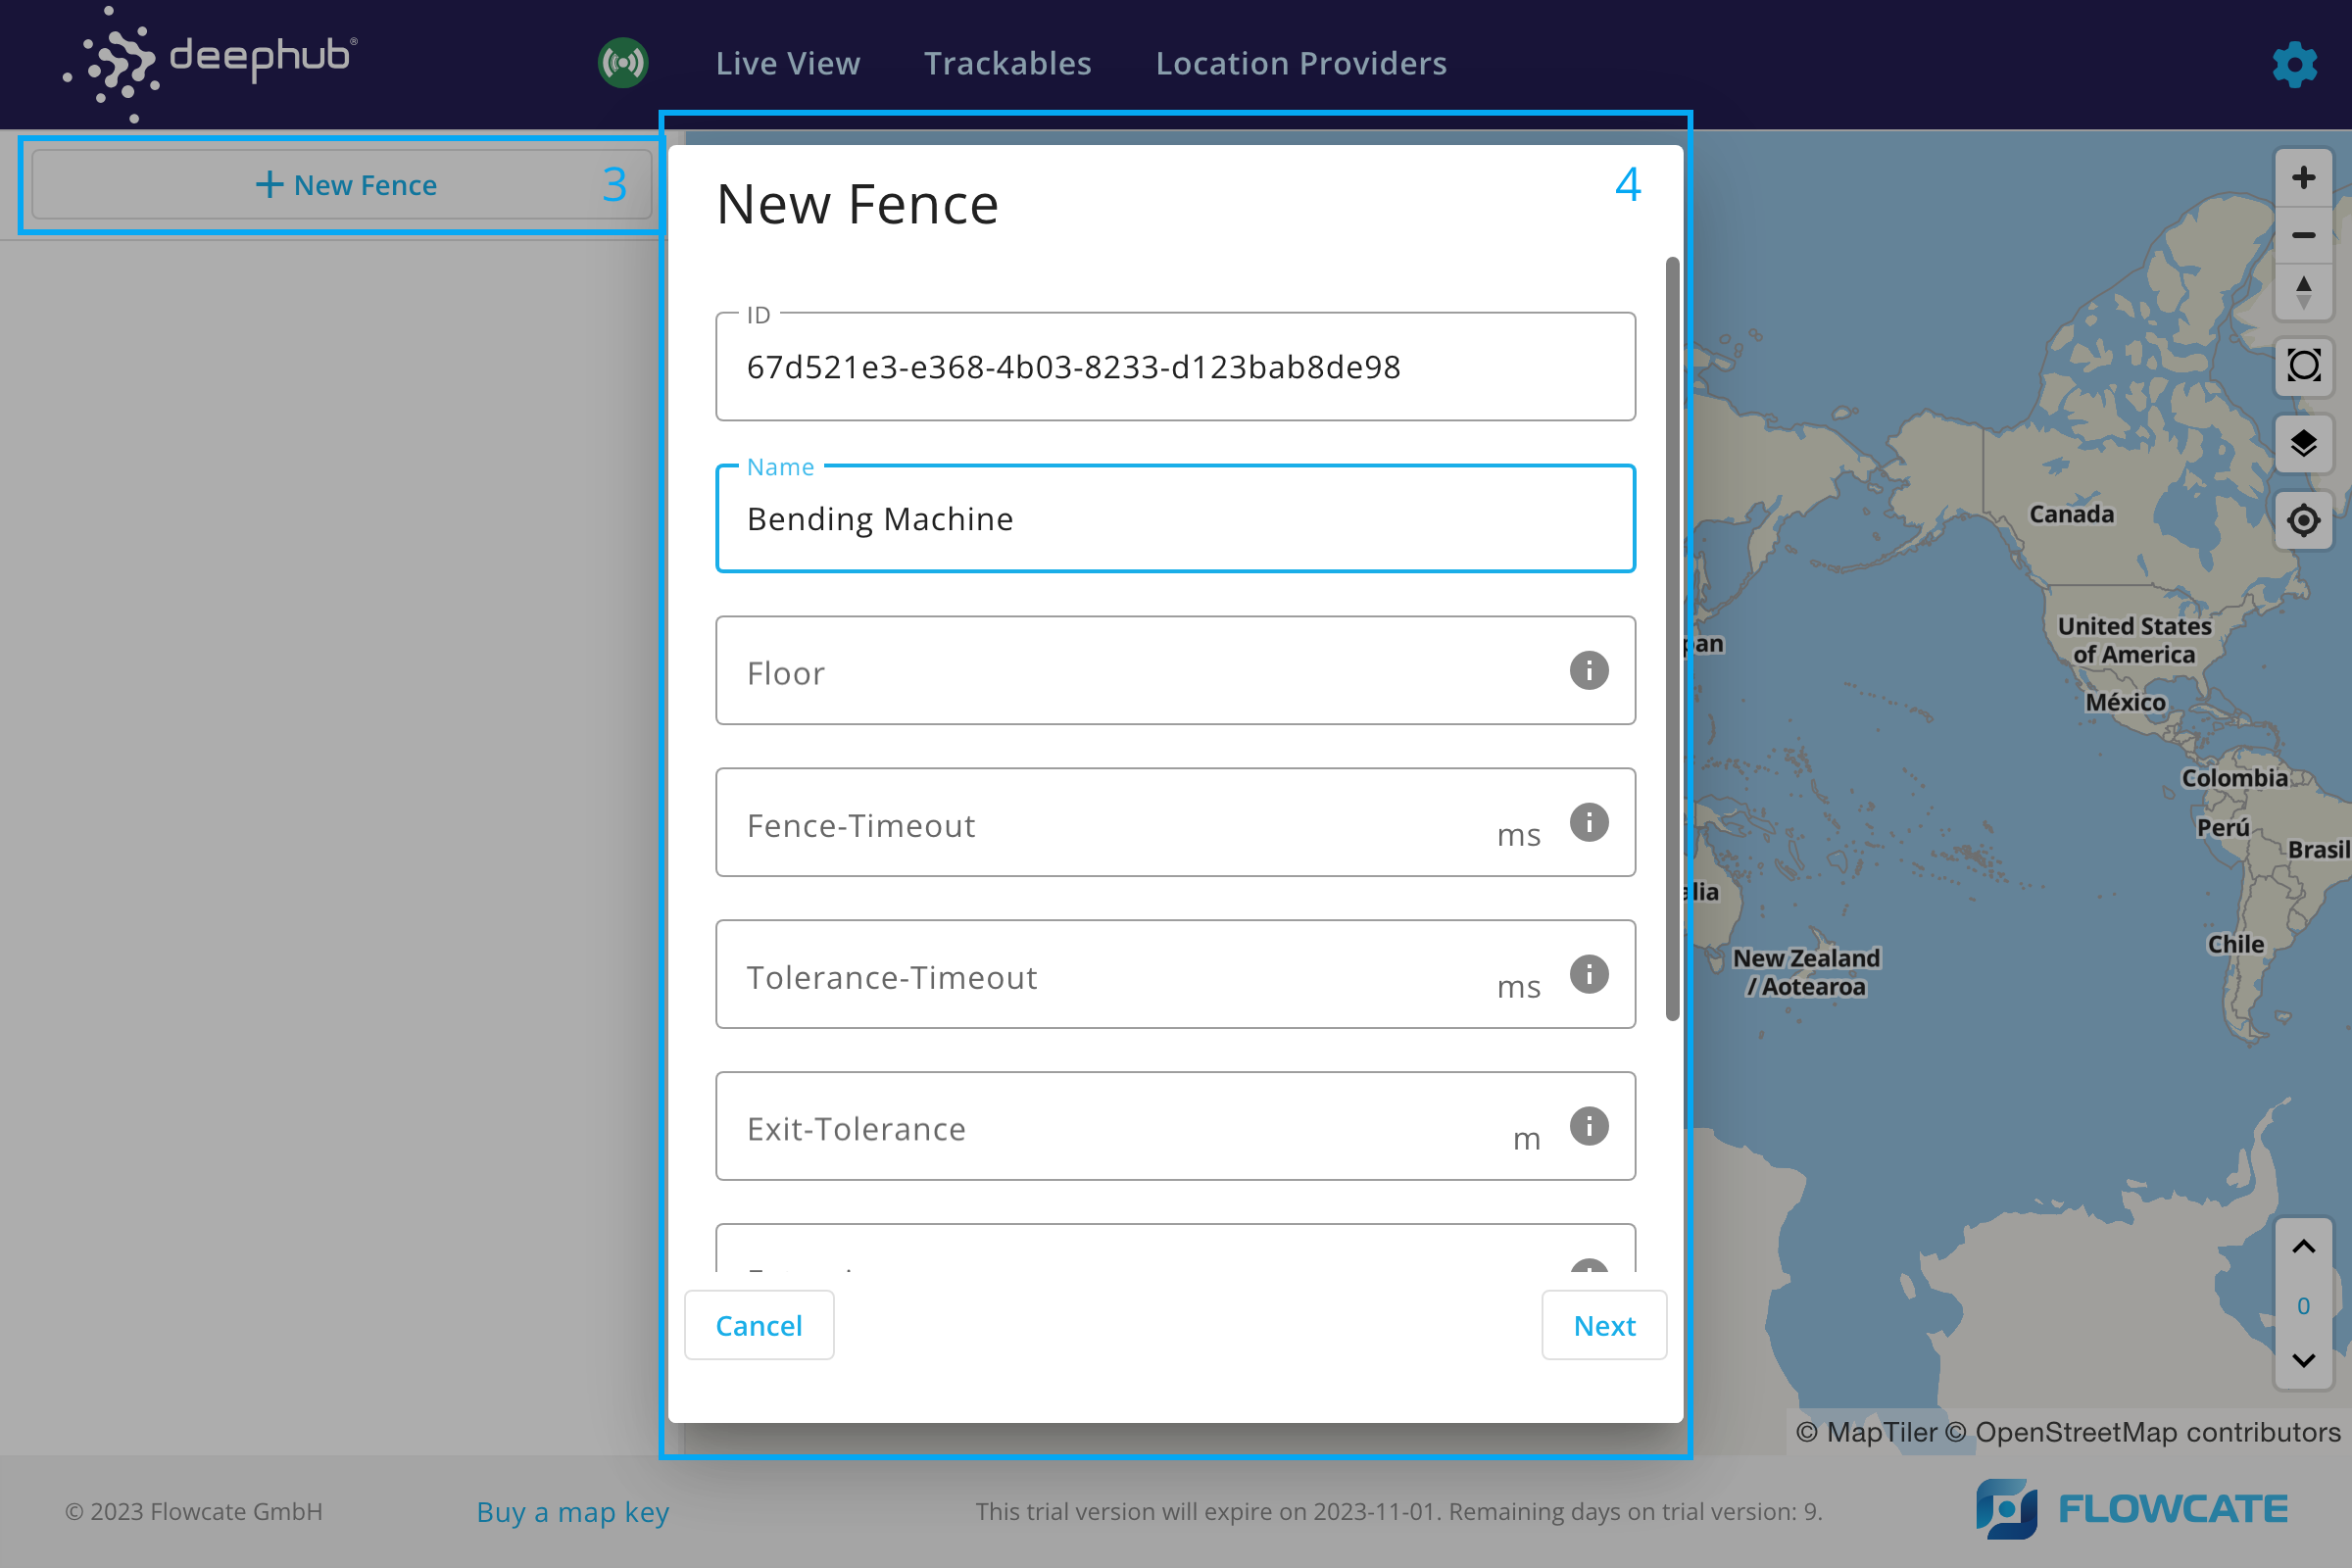 deephub®
Live View
Trackables
Location Providers
New Fence
3
New Fence
4
ID
67d521e3-e368-4b03-8233-d123bab8de98
Name
Bending Machine
Floor
Fence-Timeout
ms
Tolerance-Timeout
ms
Exit-Tolerance
m
Cancel
Next
Canada
United States
of America
México
Colombia
Perú
Brasil
Chile
New Zealand
/ Aotearoa
0
© MapTiler © OpenStreetMap contributors
© 2023 Flowcate GmbH
Buy a map key
This trial version will expire on 2023-11-01. Remaining days on trial version: 9.
FLOWCATE